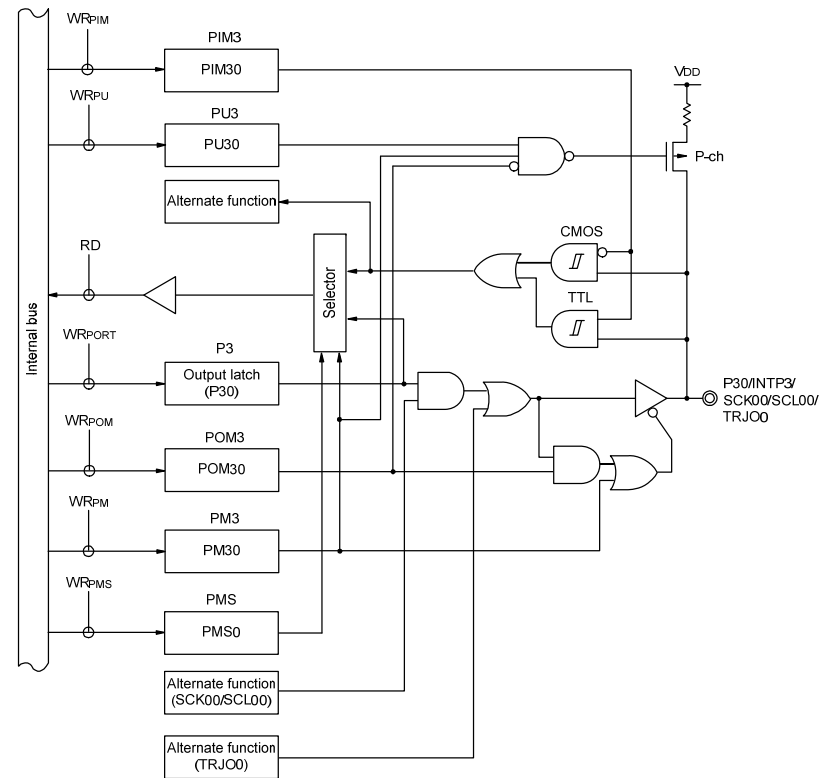 WRPIM
PIM3
PIM30
WRPU
PU3
PU30
VDD
P-ch
Alternate function
CMOS
RD
Selector
TTL
Internal bus
WRPORT
P3
Output latch
(P30)
P30/INTP3/
SCK00/SCL00/
TRJO0
WRPOM
POM3
POM30
WRPM
PM3
PM30
WRPMS
PMS
PMS0
Alternate function
(SCK00/SCL00)
Alternate function
(TRJO0)